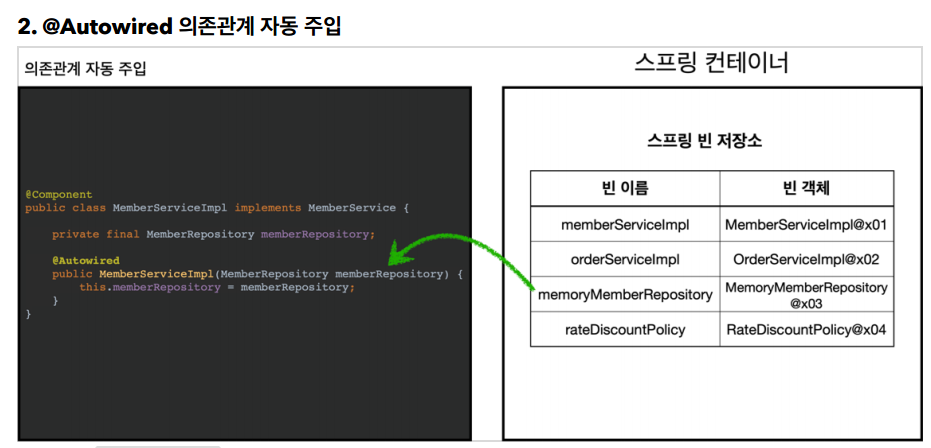 2. @Autowired 의존관계 자동 주입
의존관계 자동 주입
@Component
public class MemberServiceImpl implements MemberService {
private final MemberRepository memberRepository;
@Autowired
public MemberServiceImpl(MemberRepository memberRepository) {
this.memberRepository = memberRepository;
}
}
스프링 컨테이너
스프링 빈 저장소
빈 이름 빈 객체
memberServiceImpl MemberServiceImpl@x01
orderServiceImpl OrderServiceImpl@x02
memoryMemberRepository MemoryMemberRepository
@x03
rateDiscountPolicy RateDiscountPolicy@x04